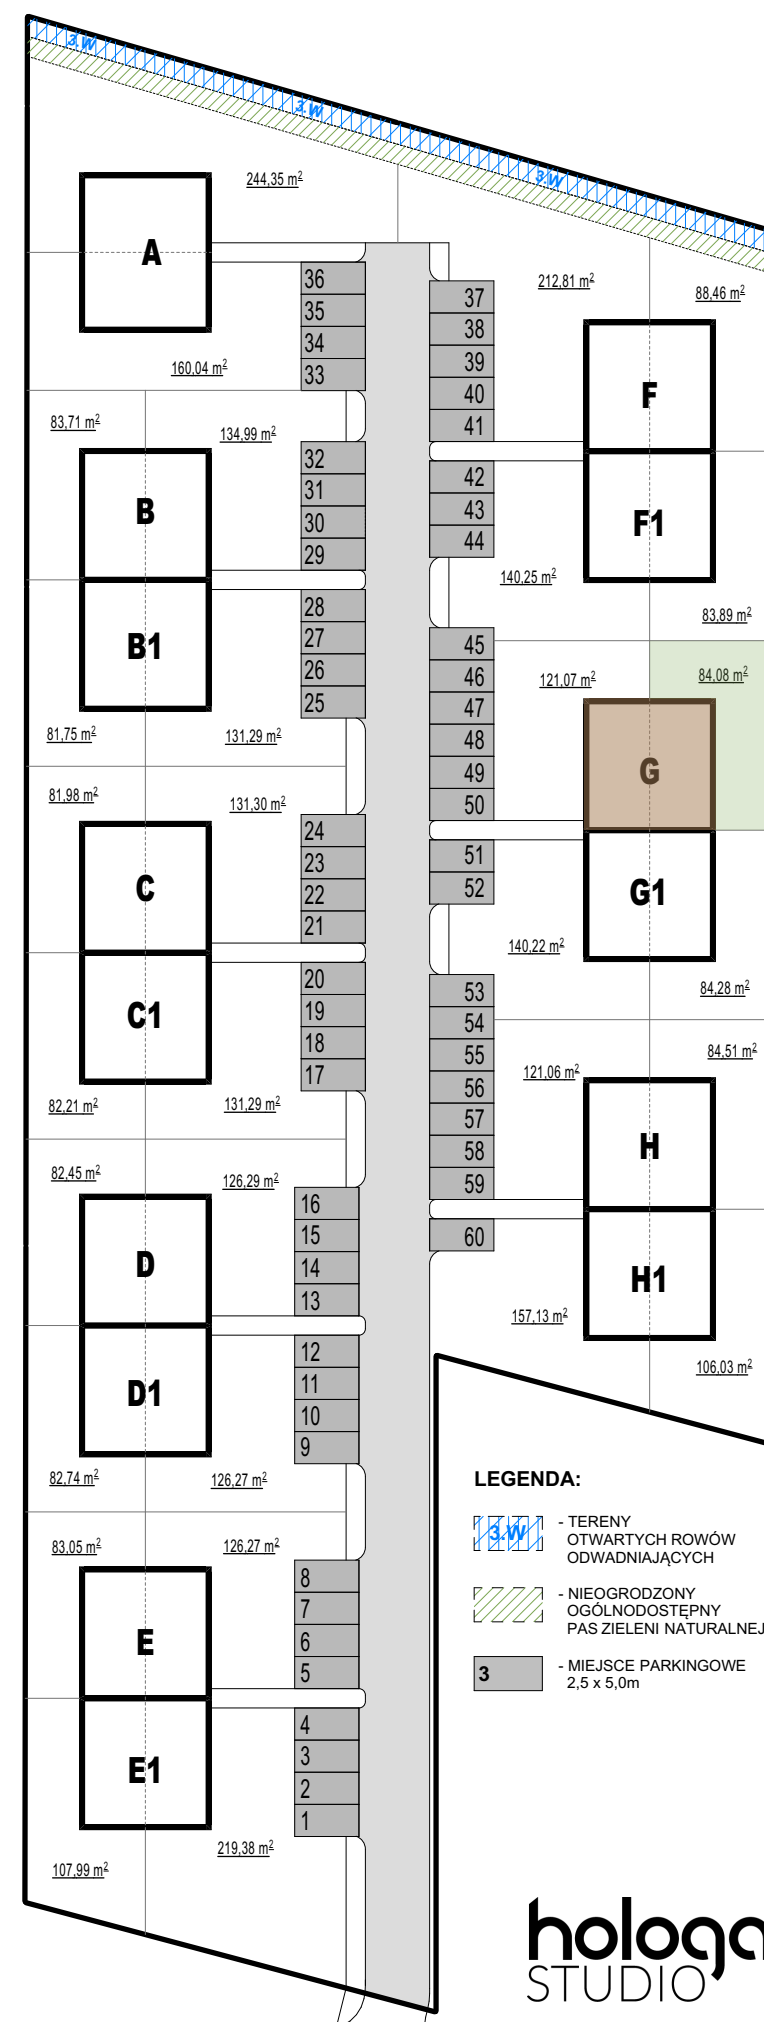 3.W
3.W
3.W
244,35 m²
A
36
35
34
33
160,04 m²
37
38
39
40
41
212,81 m²
88,46 m²
F
83,71 m²
134,99 m²
B
32
31
30
29
42
43
44
F1
140,25 m²
83,89 m²
B1
28
27
26
25
81,75 m²
131,29 m²
45
46
47
48
49
50
121,07 m²
84,08 m²
G
81,98 m²
131,30 m²
C
24
23
22
21
51
52
G1
140,22 m²
84,28 m²
C1
20
19
18
17
82,21 m²
131,29 m²
53
54
55
56
57
58
59
121,06 m²
84,51 m²
H
82,45 m²
126,29 m²
D
16
15
14
13
60
H1
157,13 m²
106,03 m²
D1
12
11
10
9
82,74 m²
126,27 m²
83,05 m²
126,27 m²
E
8
7
6
5
E1
4
3
2
1
219,38 m²
107,99 m²
LEGENDA:
3.W
- TERENY
OTWARTYCH ROWÓW
ODWADNIAJĄCYCH
- NIEOGRODZONY
OGÓLNODOSTĘPNY
PAS ZIELENI NATURALNEJ
3
- MIEJSCE PARKINGOWE
2,5 x 5,0m
hologa
STUDIO